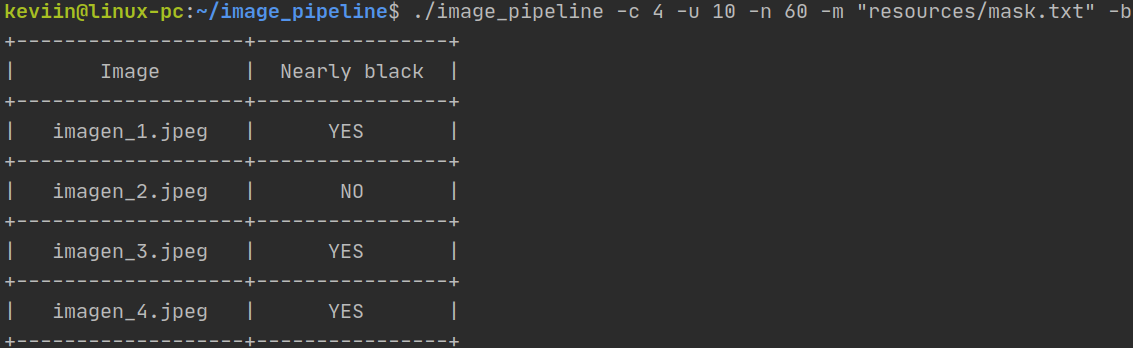 keviin@linux-pc:~/image_pipeline$ ./image_pipeline -c 4 -u 10 -n 60 -m "resources/mask.txt" -b
+-------------------+----------------+
|       Image       |  Nearly black  |
+-------------------+----------------+
|   imagen_1.jpeg   |      YES       |
+-------------------+----------------+
|   imagen_2.jpeg   |       NO       |
+-------------------+----------------+
|   imagen_3.jpeg   |      YES       |
+-------------------+----------------+
|   imagen_4.jpeg   |      YES       |
+-------------------+----------------+